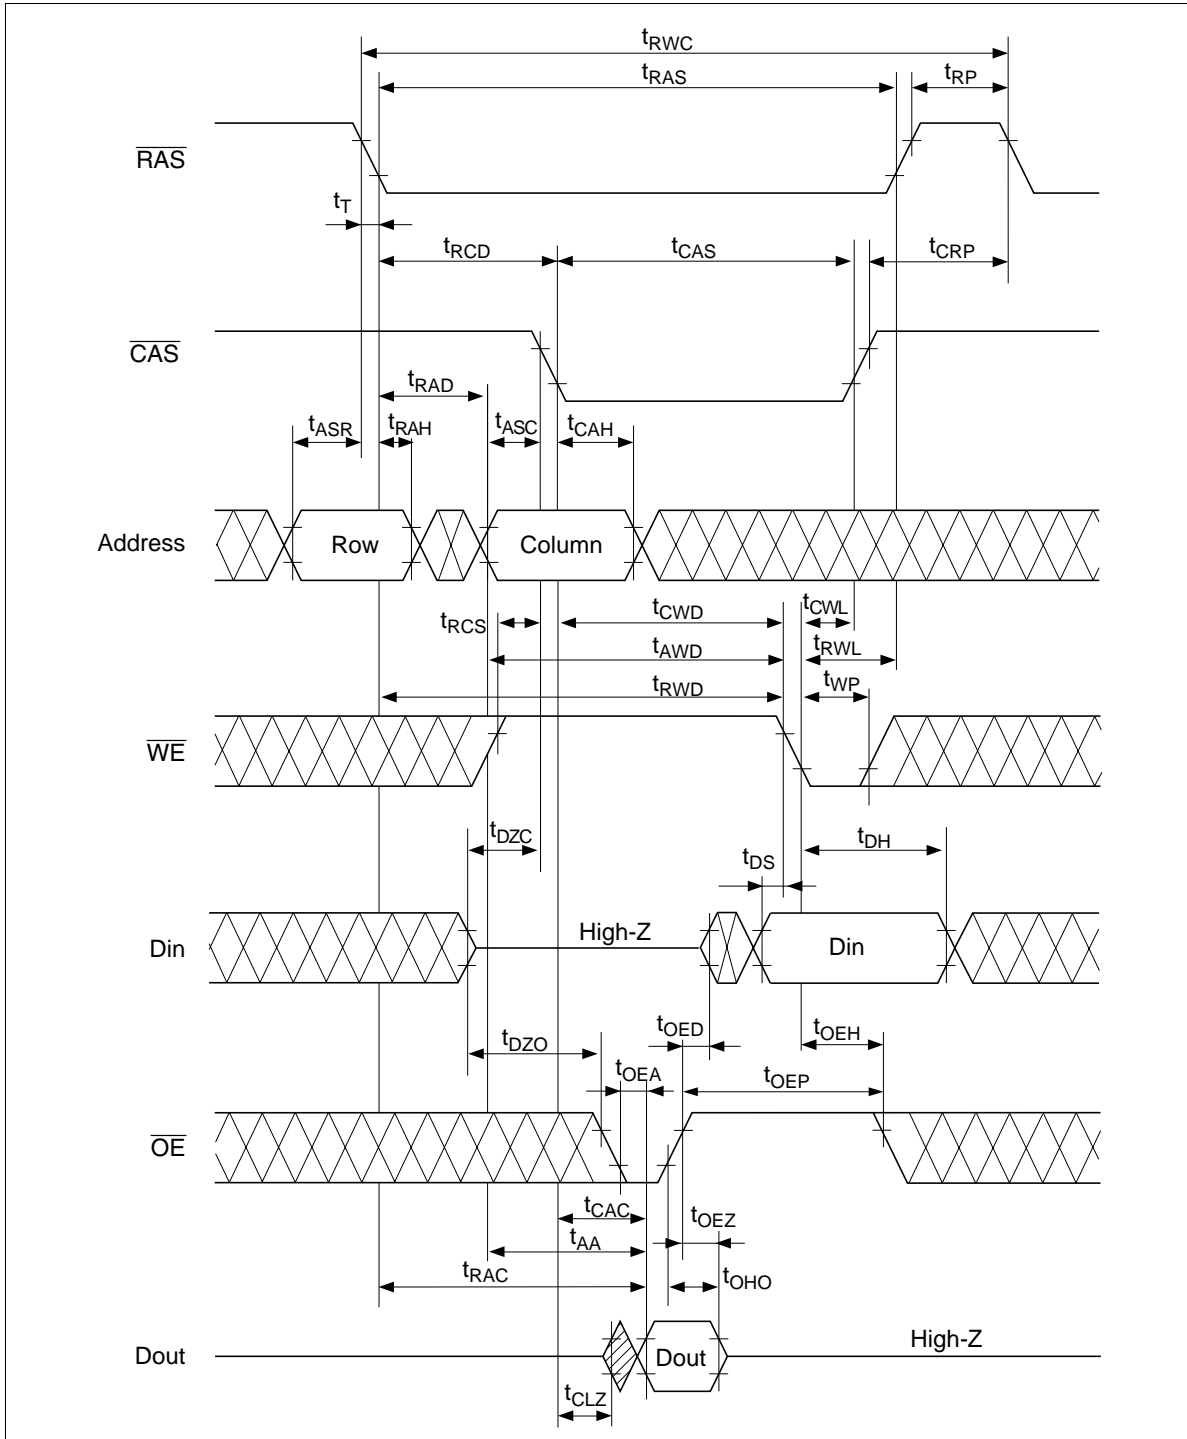 tRWC
tRAS
tRP
RAS
tT
tRCD
tCAS
tCRP
CAS
tRAD
tASR
tRAH
tASC
tCAH
Address
Row
Column
tRCS
tCWD
tCWL
tAWD
tRWL
tRWD
tWP
WE
tDZC
tDS
tDH
Din
High-Z
Din
tDZO
tOED
tOEH
tOEA
tOEP
OE
tCAC
tOEZ
tAA
tRAC
tOHO
Dout
Dout
High-Z
tCLZ